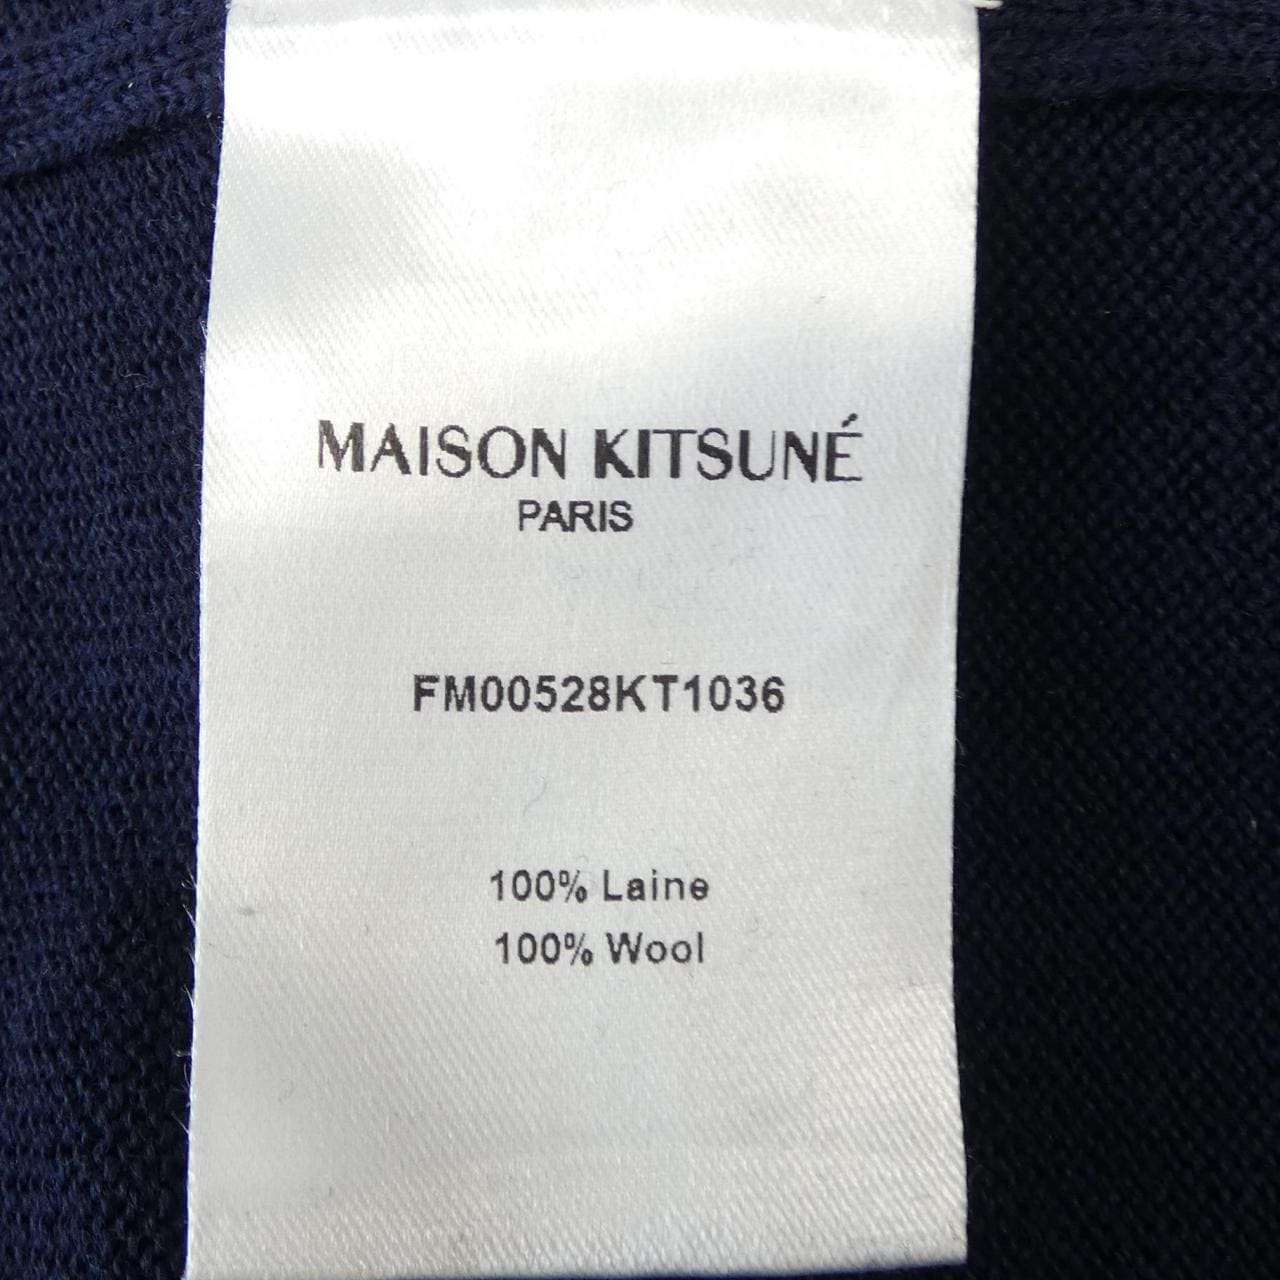 MAISON KITSUNÉ
PARIS
FM00528KT1036
100% Laine
100% Wool